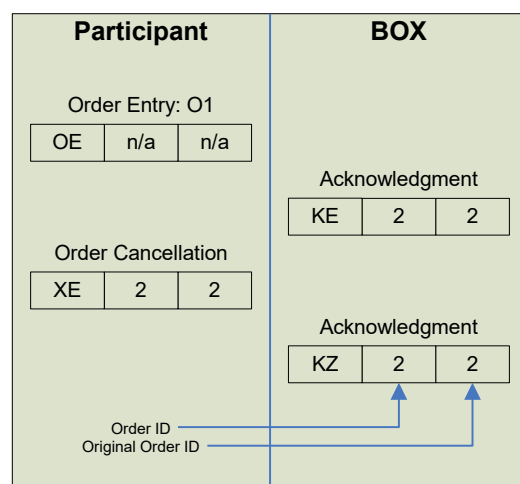 Participant BOX
Order Entry: O1
OE n/a n/a
Acknowledgment
KE 2 2
Order Cancellation
XE 2 2
Acknowledgment
KZ 2 2
Order ID
Original Order ID